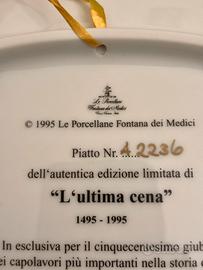 Le Porcellane
Fontana dei Medici
© 1995 Le Porcellane Fontana dei Medici
Piatto Nr. ..... A 2236
dell'autentica edizione limitata di
"L'ultima cena"
1495 - 1995
In esclusiva per il cinquecentesimo giub
ei capolavori più importanti nella storia d